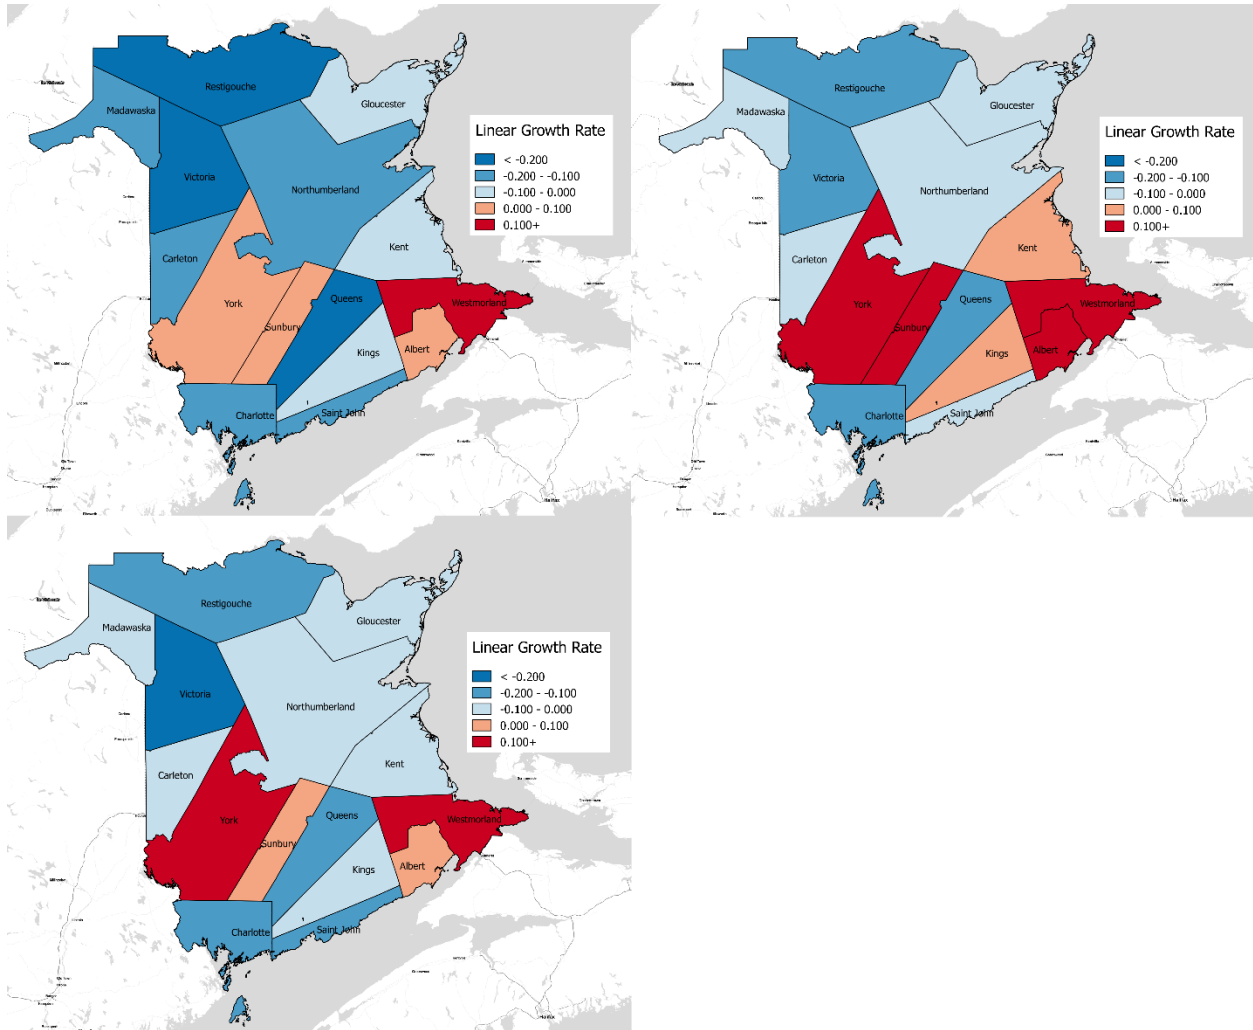 Restigouche
Gloucester
Madawaska
Victoria
Northumberland
Carleton
Kent
York
Sunbury
Queens
Westmorland
Kings
Albert
Charlotte
Saint John
Linear Growth Rate
< -0.200
-0.200 - -0.100
-0.100 - 0.000
0.000 - 0.100
0.100+
Halifax
Restigouche
Gloucester
Madawaska
Victoria
Northumberland
Carleton
Kent
York
Sunbury
Queens
Westmorland
Kings
Albert
Charlotte
Saint John
Linear Growth Rate
< -0.200
-0.200 - -0.100
-0.100 - 0.000
0.000 - 0.100
0.100+
Halifax
Restigouche
Gloucester
Madawaska
Victoria
Northumberland
Carleton
Kent
York
Sunbury
Queens
Westmorland
Kings
Albert
Charlotte
Saint John
Linear Growth Rate
< -0.200
-0.200 - -0.100
-0.100 - 0.000
0.000 - 0.100
0.100+
Halifax